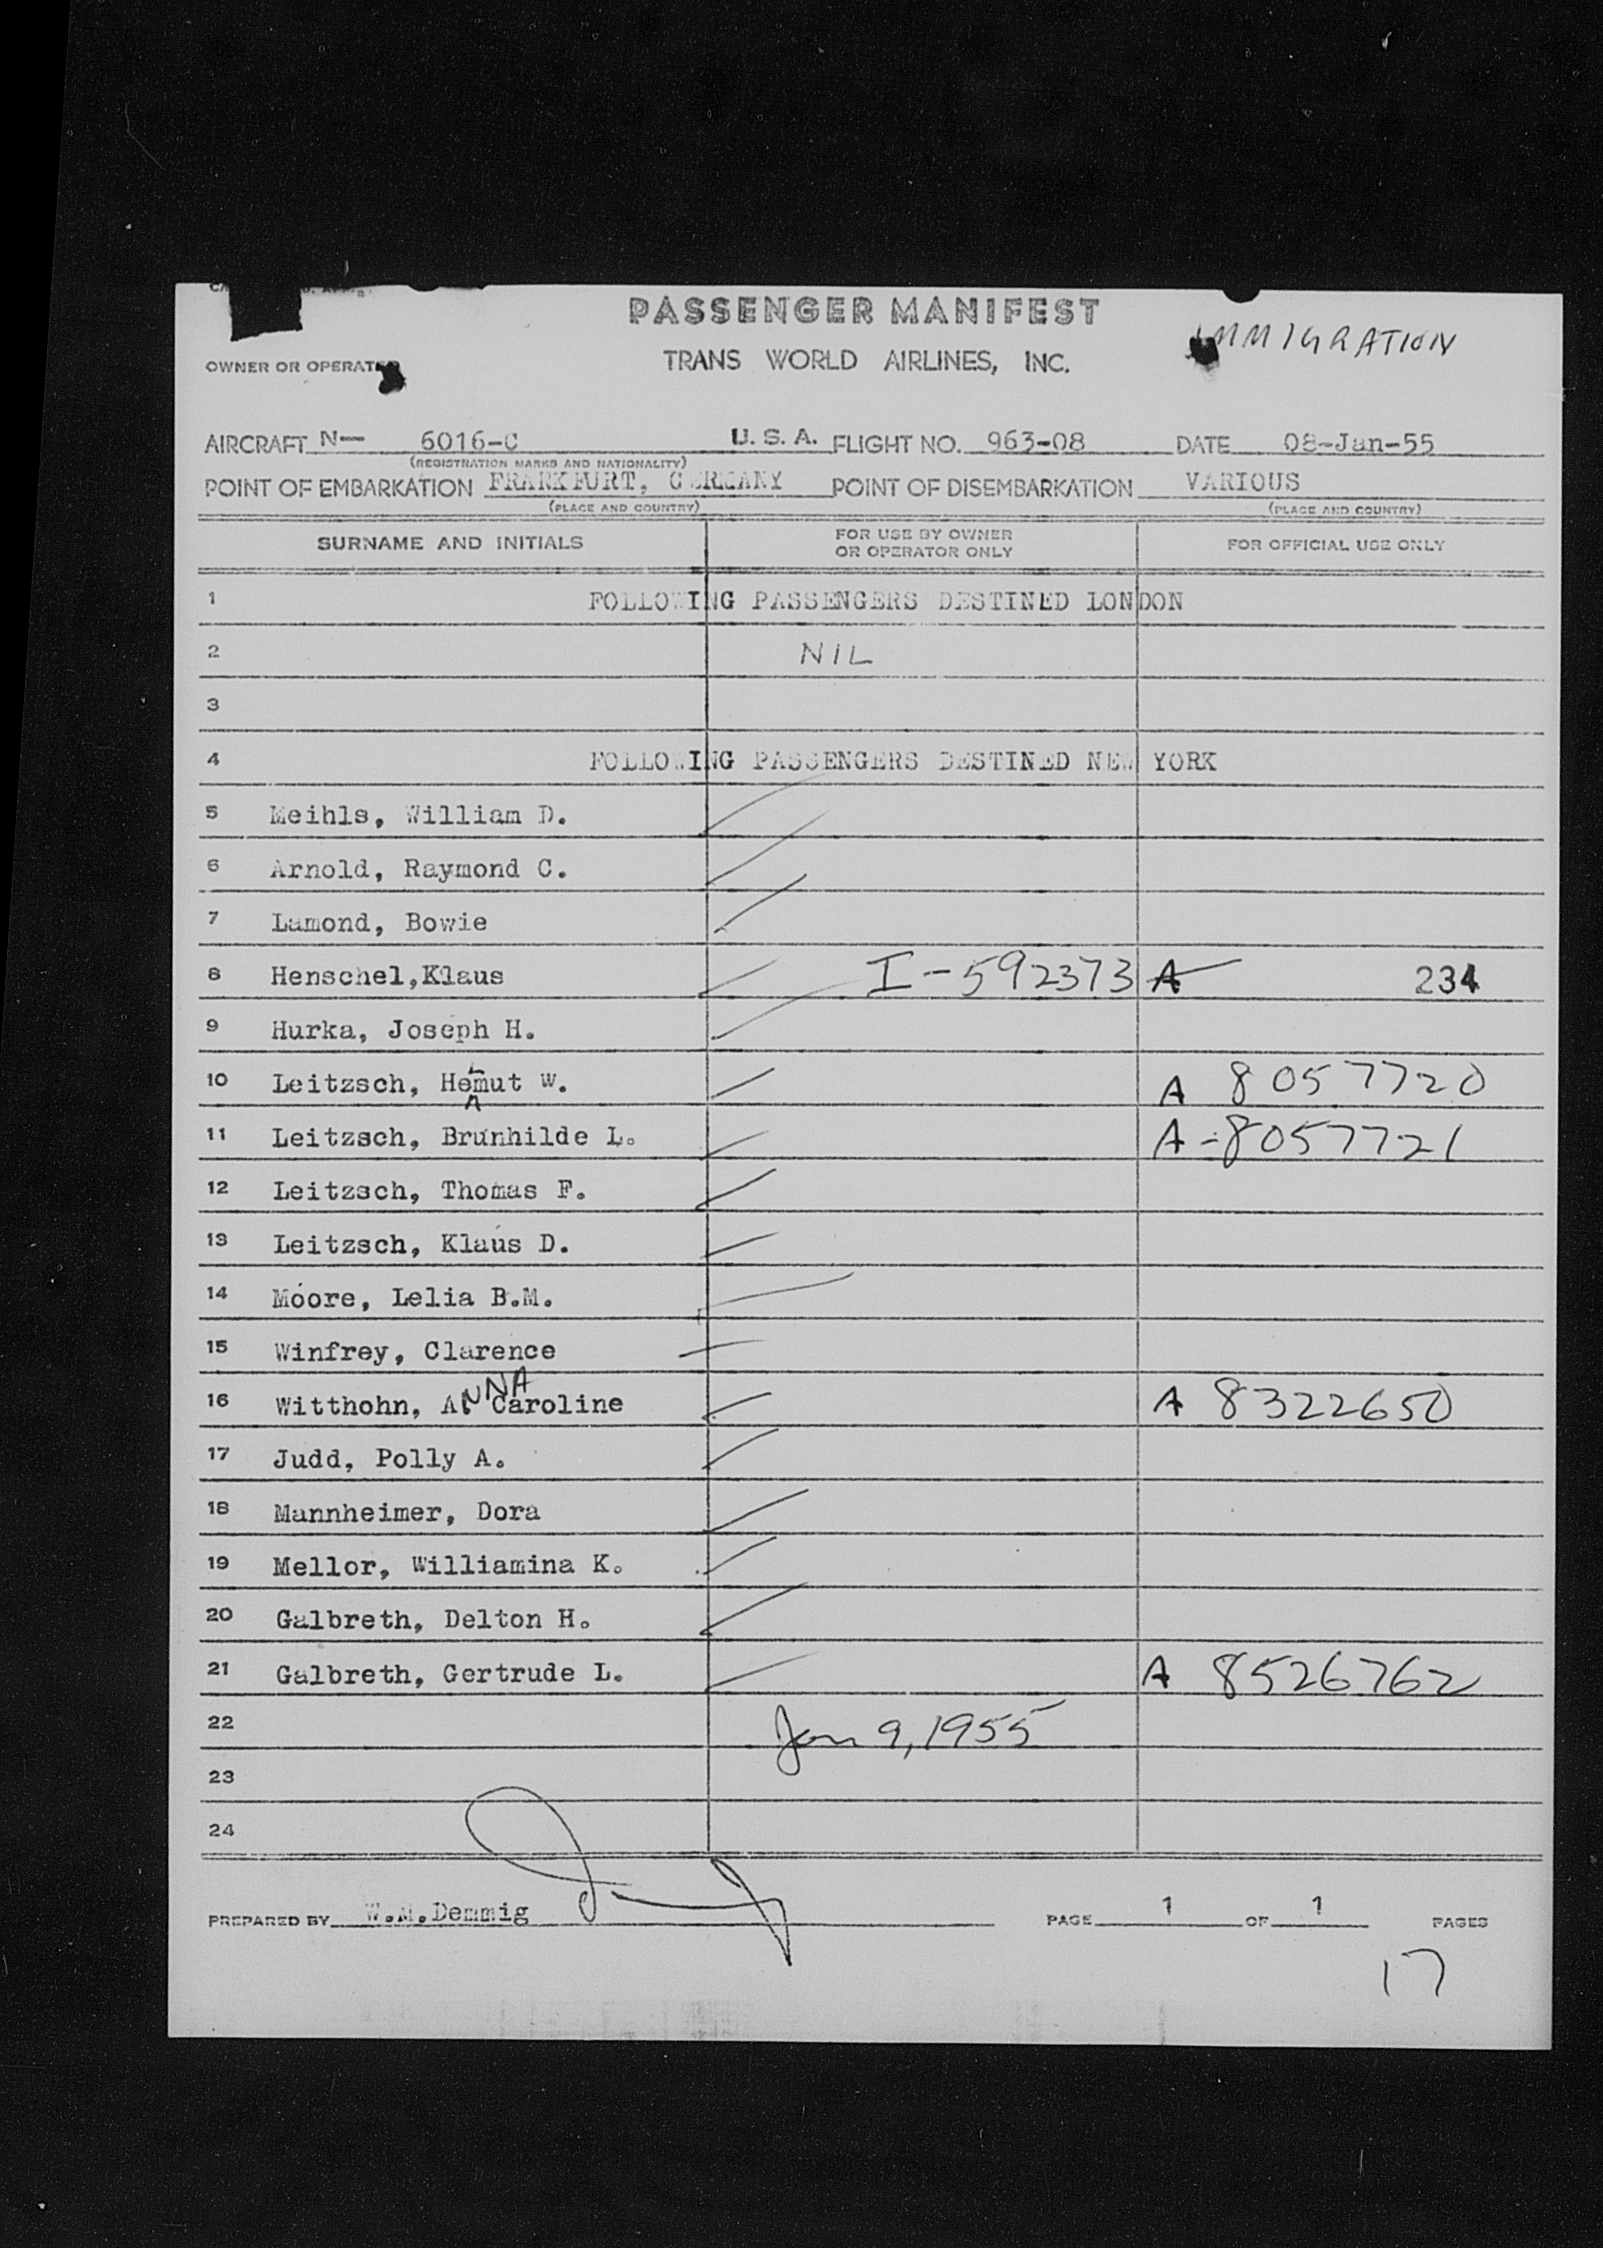 PASSENGER MANIFEST
IMMIGRATION
OWNER OR OPERATOR
TRANS WORLD AIRLINES, INC.
AIRCRAFT N— 6016-C U. S. A. FLIGHT NO. 963-08 DATE 08-Jan-55
(REGISTRATION MARKS AND NATIONALITY)
POINT OF EMBARKATION FRANKFURT, GERMANY POINT OF DISEMBARKATION VARIOUS
(PLACE AND COUNTRY) (PLACE AND COUNTRY)
SURNAME AND INITIALS FOR USE BY OWNER OR OPERATOR ONLY FOR OFFICIAL USE ONLY
1 FOLLOWING PASSENGERS DESTINED LONDON
2 NIL
3
4 FOLLOWING PASSENGERS DESTINED NEW YORK
5 Meihls, William D.
6 Arnold, Raymond C.
7 Lamond, Bowie
8 Henschel,Klaus I-592373 A 234
9 Hurka, Joseph H.
10 Leitzsch, Helmut W. A 8057720
11 Leitzsch, Brunhilde L. A-8057721
12 Leitzsch, Thomas F.
13 Leitzsch, Klaus D.
14 Moore, Lelia B.M.
15 Winfrey, Clarence
16 Witthohn, ANNA Caroline A 8322650
17 Judd, Polly A.
18 Mannheimer, Dora
19 Mellor, Williamina K.
20 Galbreth, Delton H.
21 Galbreth, Gertrude L. A 8526762
22 Jan 9, 1955
23
24
PREPARED BY W.M.Demmig PAGE 1 OF 1 PAGES
17